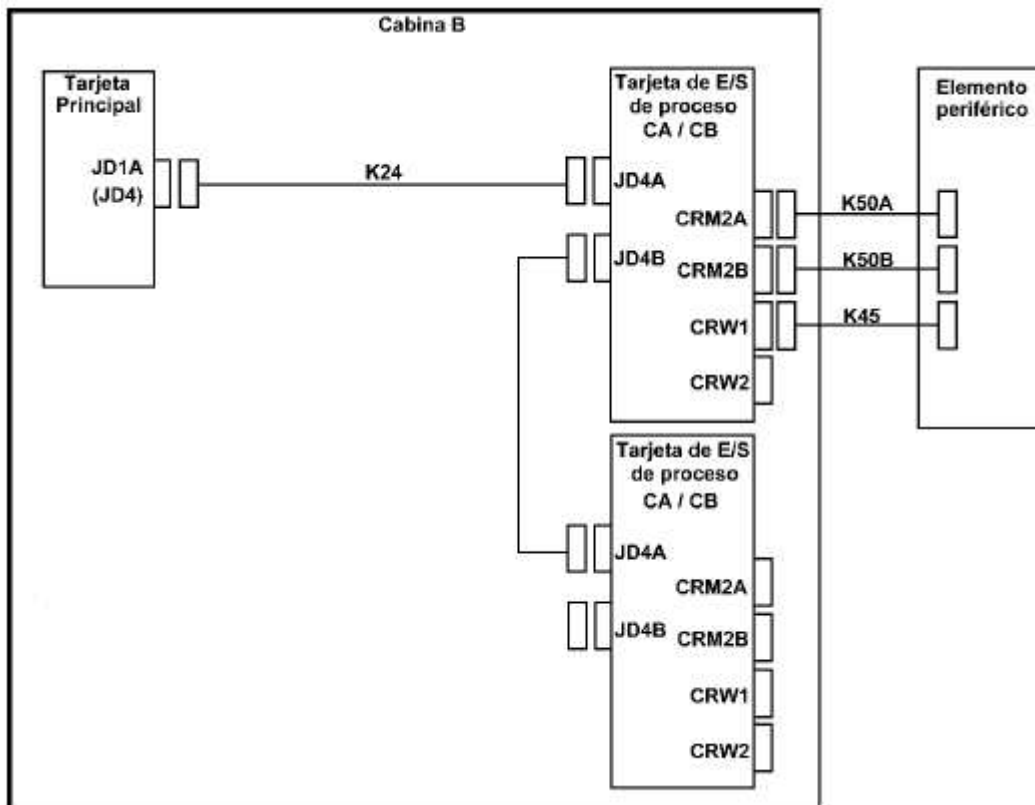 Cabina B
Tarjeta
Principal
JD1A
(JD4)
K24
Tarjeta de E/S
de proceso
CA / CB
JD4A
CRM2A
JD4B
CRM2B
CRW1
CRW2
K50A
K50B
K45
Elemento
periférico
Tarjeta de E/S
de proceso
CA / CB
JD4A
CRM2A
JD4B
CRM2B
CRW1
CRW2